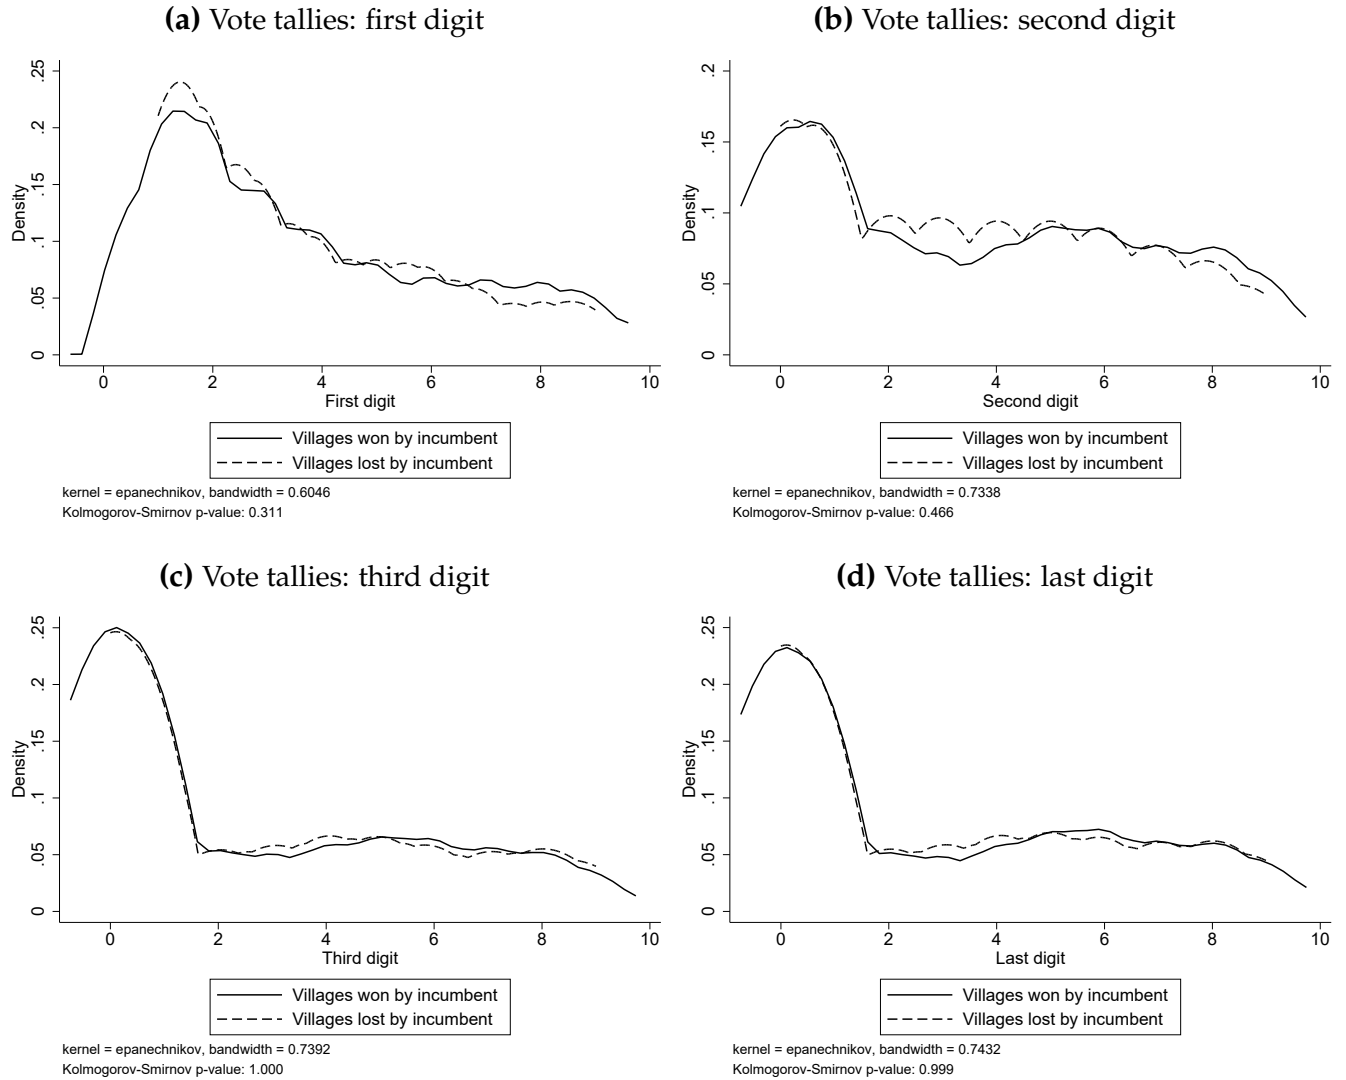 (a) Vote tallies: first digit
Density
.25
.2
.15
.1
.05
0
0 2 4 6 8 10
First digit
Villages won by incumbent
Villages lost by incumbent
kernel = epanechnikov, bandwidth = 0.6046
Kolmogorov-Smirnov p-value: 0.311
(b) Vote tallies: second digit
Density
.2
.15
.1
.05
0
0 2 4 6 8 10
Second digit
Villages won by incumbent
Villages lost by incumbent
kernel = epanechnikov, bandwidth = 0.7338
Kolmogorov-Smirnov p-value: 0.466
(c) Vote tallies: third digit
Density
.25
.2
.15
.1
.05
0
0 2 4 6 8 10
Third digit
Villages won by incumbent
Villages lost by incumbent
kernel = epanechnikov, bandwidth = 0.7392
Kolmogorov-Smirnov p-value: 1.000
(d) Vote tallies: last digit
Density
.25
.2
.15
.1
.05
0
0 2 4 6 8 10
Last digit
Villages won by incumbent
Villages lost by incumbent
kernel = epanechnikov, bandwidth = 0.7432
Kolmogorov-Smirnov p-value: 0.999